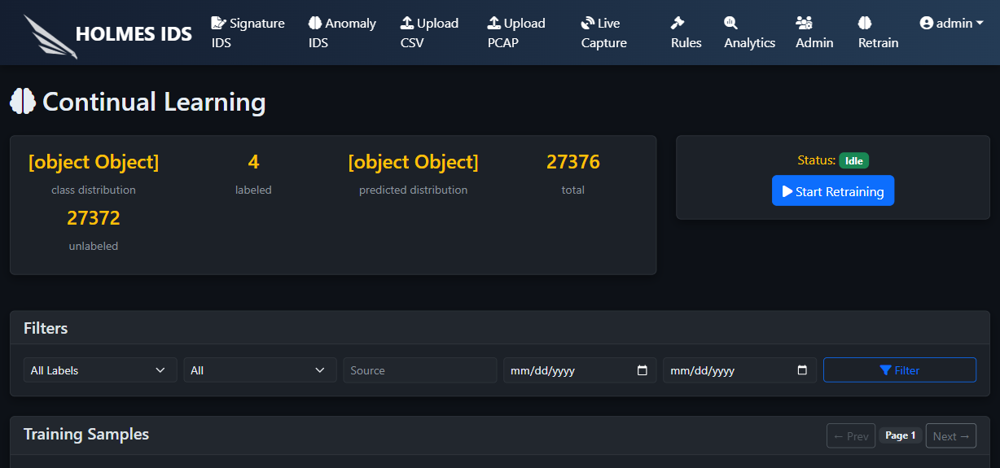 HOLMES IDS
Signature IDS
Anomaly IDS
Upload CSV
Upload PCAP
Live Capture
Rules
Analytics
Admin
Retrain
admin
Continual Learning
[object Object]
class distribution
4
labeled
[object Object]
predicted distribution
27376
total
27372
unlabeled
Status: Idle
Start Retraining
Filters
All Labels
All
Source
mm/dd/yyyy
mm/dd/yyyy
Filter
Training Samples
← Prev
Page 1
Next →